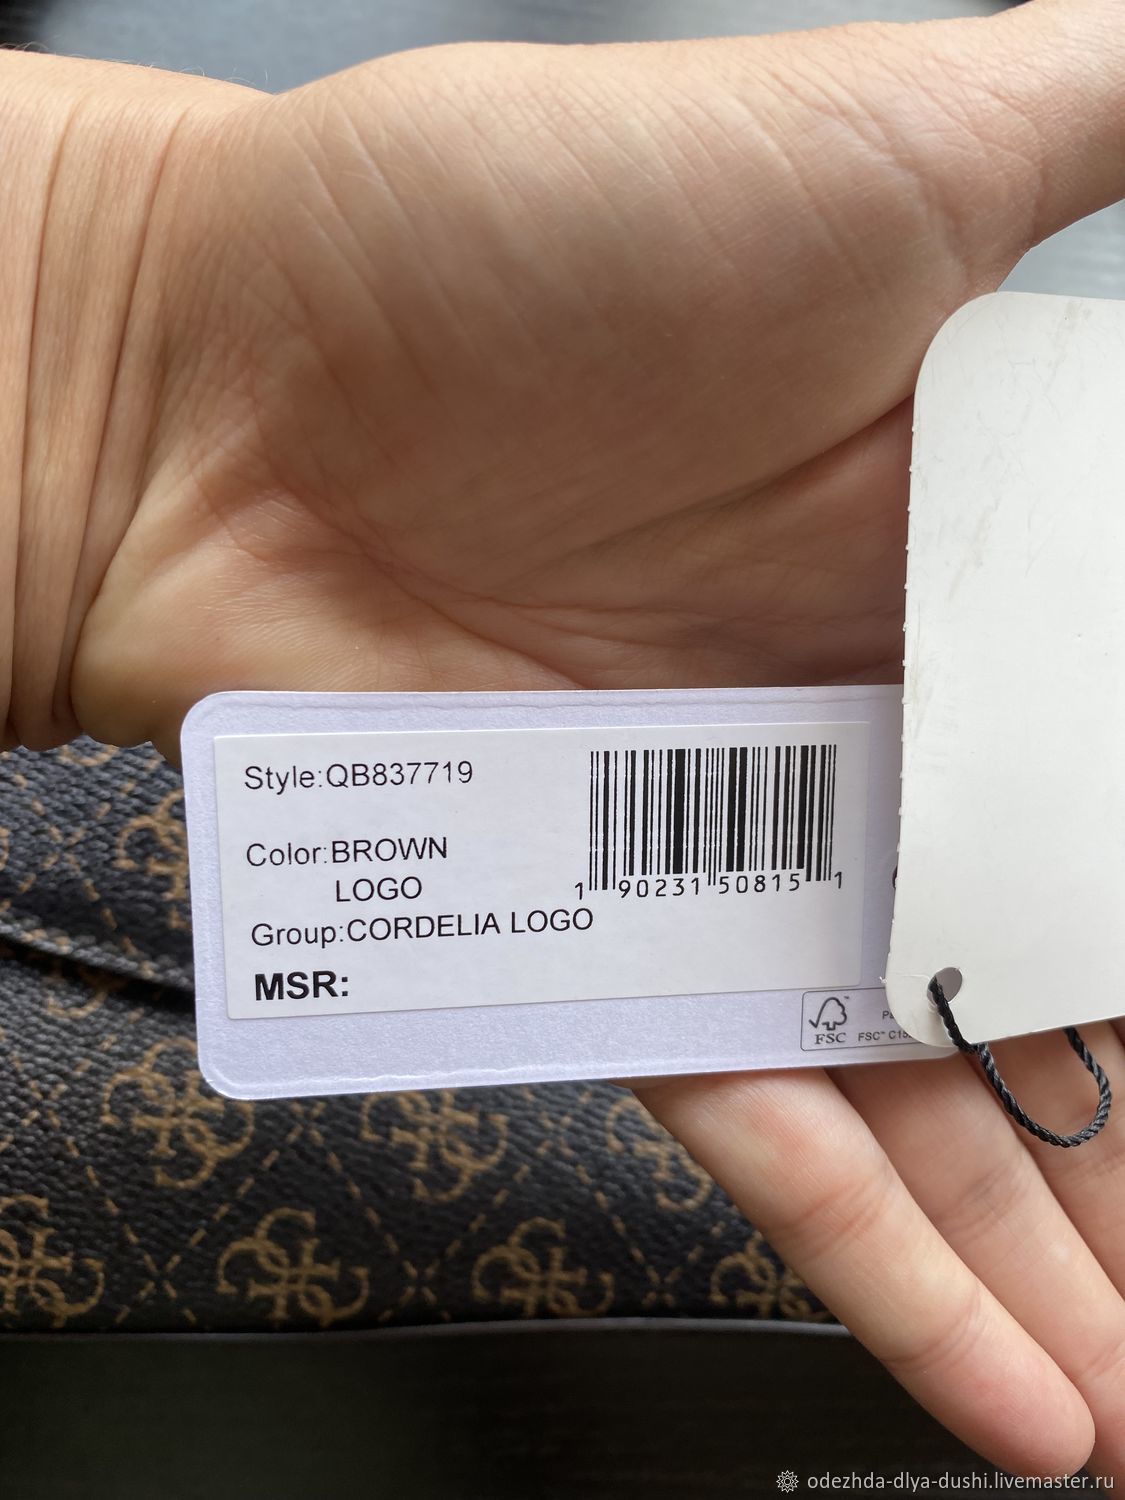 Style:QB837719
Color:BROWN
LOGO
Group:CORDELIA LOGO
MSR:
1 90231 50815 1
FSC
FSC™
odezhda-dlya-dushi.livemaster.ru